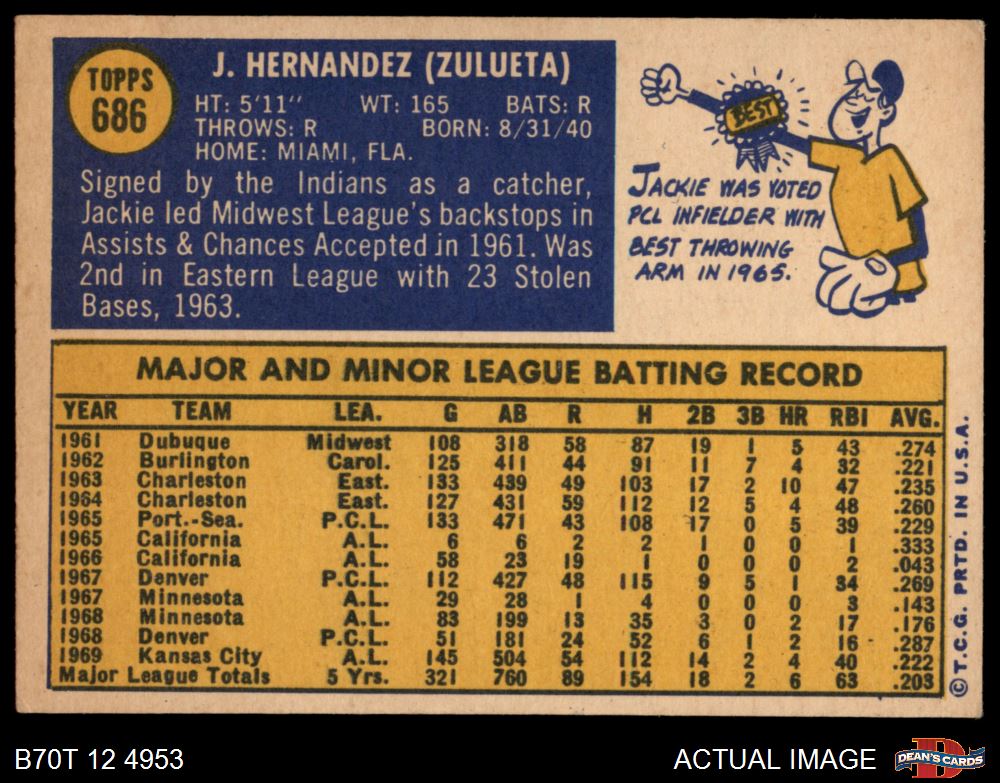 TOPPS
686
J. HERNANDEZ (ZULUETA)
HT: 5'11" WT: 165 BATS: R
THROWS: R BORN: 8/31/40
HOME: MIAMI, FLA.
Signed by the Indians as a catcher,
Jackie led Midwest League's backstops in
Assists & Chances Accepted in 1961. Was
2nd in Eastern League with 23 Stolen
Bases, 1963.
BEST
JACKIE WAS VOTED
PCL INFIELDER WITH
BEST THROWING
ARM IN 1965.
MAJOR AND MINOR LEAGUE BATTING RECORD
YEAR TEAM LEA. G AB R H 2B 3B HR RBI AVG.
1961 Dubuque Midwest 108 318 58 87 19 1 5 43 .274
1962 Burlington Carol. 125 411 44 91 11 7 4 32 .221
1963 Charleston East. 133 439 49 103 17 2 10 47 .235
1964 Charleston East. 127 431 59 112 12 5 4 48 .260
1965 Port.-Sea. P.C.L. 133 471 43 108 17 0 5 39 .229
1965 California A.L. 6 6 2 2 1 0 0 1 .333
1966 California A.L. 58 23 19 1 0 0 0 2 .043
1967 Denver P.C.L. 112 427 48 115 9 5 1 34 .269
1967 Minnesota A.L. 29 28 1 4 0 0 0 3 .143
1968 Minnesota A.L. 83 199 13 35 3 0 2 17 .176
1968 Denver P.C.L. 51 181 24 52 6 1 2 16 .287
1969 Kansas City A.L. 145 504 54 112 14 2 4 40 .222
Major League Totals 5 Yrs. 321 760 89 154 18 2 6 63 .203
© T.C.G. PRTD. IN U.S.A.
B70T 12 4953
ACTUAL IMAGE
D
DEAN'S CARDS